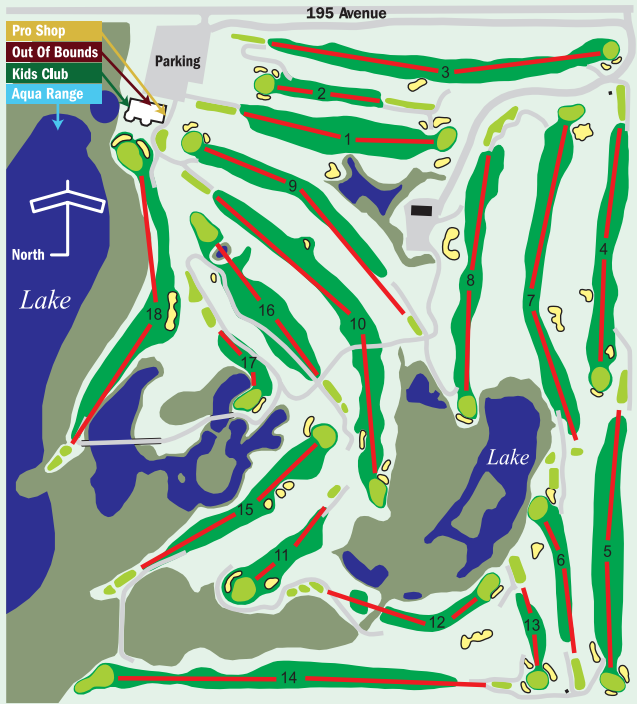 195 Avenue
Pro Shop
Out Of Bounds
Kids Club
Aqua Range
Parking
3
2
1
9
North
Lake
4
8
7
16
10
18
17
Lake
15
11
6
5
12
13
14